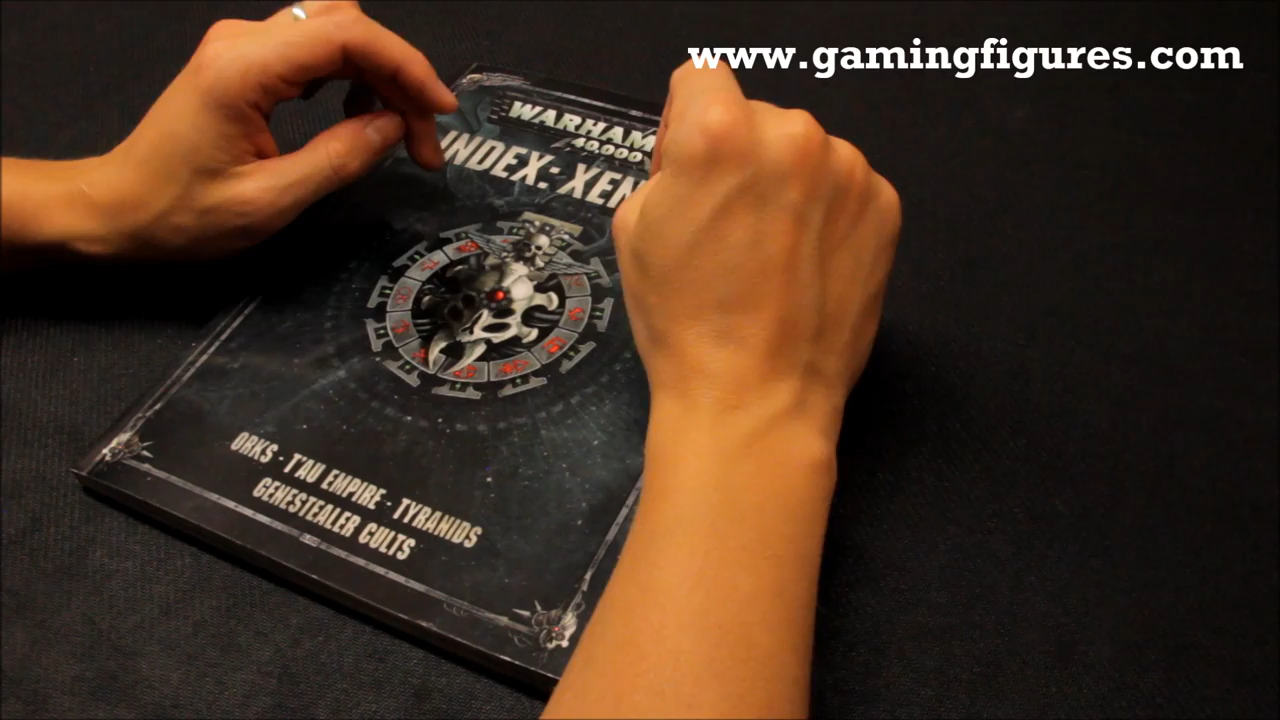 www.gamingfigures.com
WARHAM
40,000
INDEX: XEN
ORKS - T'AU EMPIRE - TYRANIDS
GENESTEALER CULTS